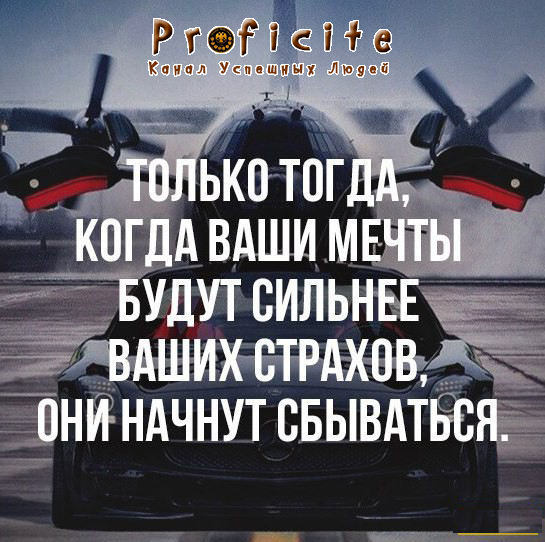 Proficite
Канал Успешных Людей
ТОЛЬКО ТОГДА,
КОГДА ВАШИ МЕЧТЫ
БУДУТ СИЛЬНЕЕ
ВАШИХ СТРАХОВ,
ОНИ НАЧНУТ СБЫВАТЬСЯ.